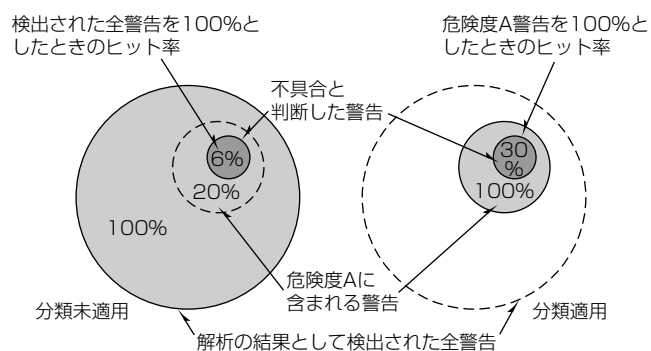 検出された全警告を100%と
したときのヒット率
危険度A警告を100%と
したときのヒット率
不具合と
判断した警告
6%
20%
100%
30
%
100%
危険度Aに
含まれる警告
分類未適用
分類適用
解析の結果として検出された全警告